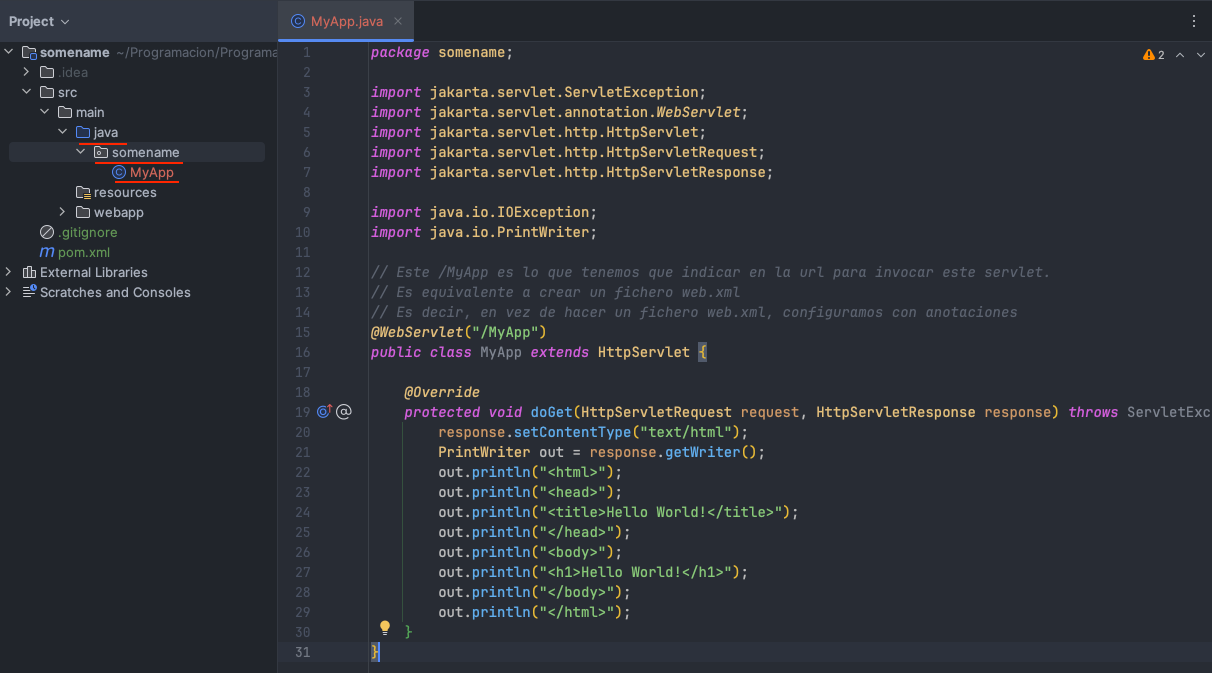 Project
MyApp.java
somename ~/Programacion/Programa
.idea
src
main
java
somename
MyApp
resources
webapp
.gitignore
pom.xml
External Libraries
Scratches and Consoles
2
1 package somename;
2
3 import jakarta.servlet.ServletException;
4 import jakarta.servlet.annotation.WebServlet;
5 import jakarta.servlet.http.HttpServlet;
6 import jakarta.servlet.http.HttpServletRequest;
7 import jakarta.servlet.http.HttpServletResponse;
8
9 import java.io.IOException;
10 import java.io.PrintWriter;
11
12 // Este /MyApp es lo que tenemos que indicar en la url para invocar este servlet.
13 // Es equivalente a crear un fichero web.xml
14 // Es decir, en vez de hacer un fichero web.xml, configuramos con anotaciones
15 @WebServlet("/MyApp")
16 public class MyApp extends HttpServlet {
17
18 @Override
19 protected void doGet(HttpServletRequest request, HttpServletResponse response) throws ServletExc
20 response.setContentType("text/html");
21 PrintWriter out = response.getWriter();
22 out.println("<html>");
23 out.println("<head>");
24 out.println("<title>Hello World!</title>");
25 out.println("</head>");
26 out.println("<body>");
27 out.println("<h1>Hello World!</h1>");
28 out.println("</body>");
29 out.println("</html>");
30 }
31 }